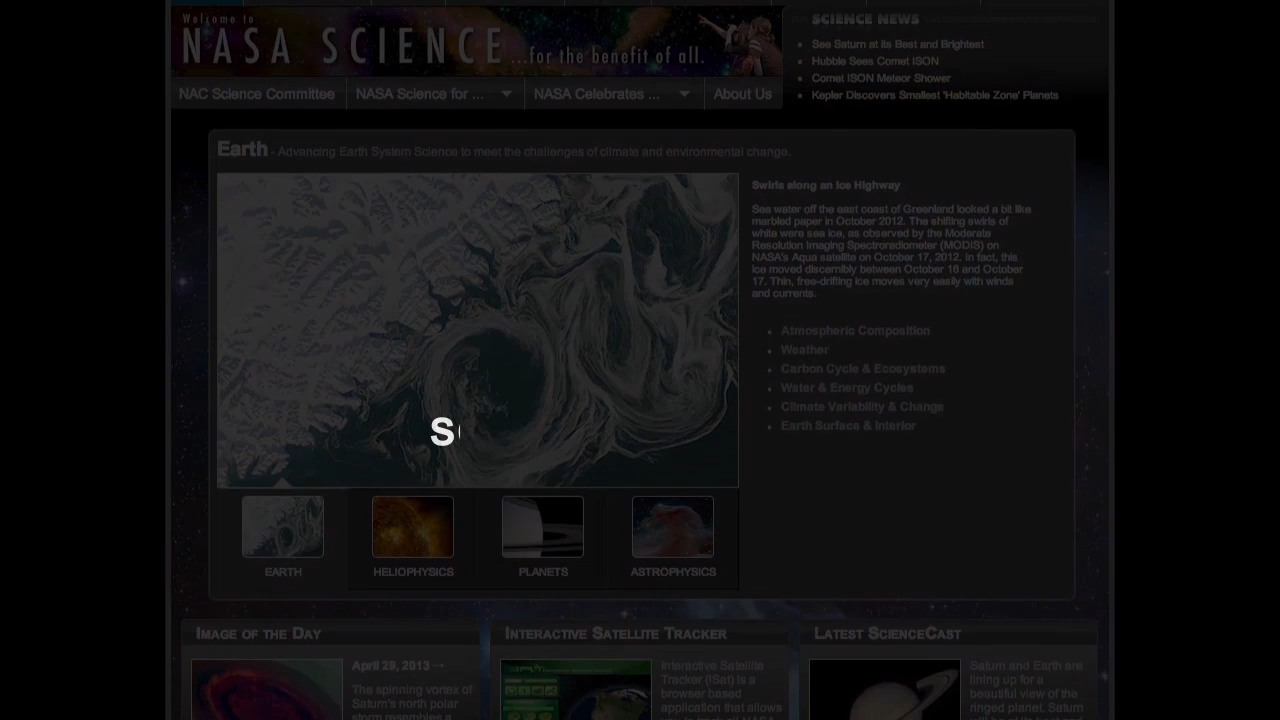 Welcome to
NASA SCIENCE ...for the benefit of all.
SCIENCE NEWS
See Saturn at its Best and Brightest
Hubble Sees Comet ISON
Comet ISON Meteor Shower
Kepler Discovers Smallest 'Habitable Zone' Planets
NAC Science Committee
NASA Science for ...
NASA Celebrates ...
About Us
Earth - Advancing Earth System Science to meet the challenges of climate and environmental change.
Swirls along an Ice Highway
Sea water off the east coast of Greenland looked a bit like
marbled paper in October 2012. The shifting swirls of
white were sea ice, as observed by the Moderate
Resolution Imaging Spectroradiometer (MODIS) on
NASA's Aqua satellite on October 17, 2012. In fact, this
ice moved discernibly between October 16 and October
17. Thin, free-drifting ice moves very easily with winds
and currents.
• Atmospheric Composition
• Weather
• Carbon Cycle & Ecosystems
• Water & Energy Cycles
• Climate Variability & Change
• Earth Surface & Interior
S
EARTH
HELIOPHYSICS
PLANETS
ASTROPHYSICS
IMAGE OF THE DAY
April 29, 2013 →
The spinning vortex of
Saturn's north polar
storm resembles a
INTERACTIVE SATELLITE TRACKER
Interactive Satellite
Tracker (iSat) is a
browser based
application that allows
LATEST SCIENCECAST
Saturn and Earth are
lining up for a
beautiful view of the
ringed planet. Saturn